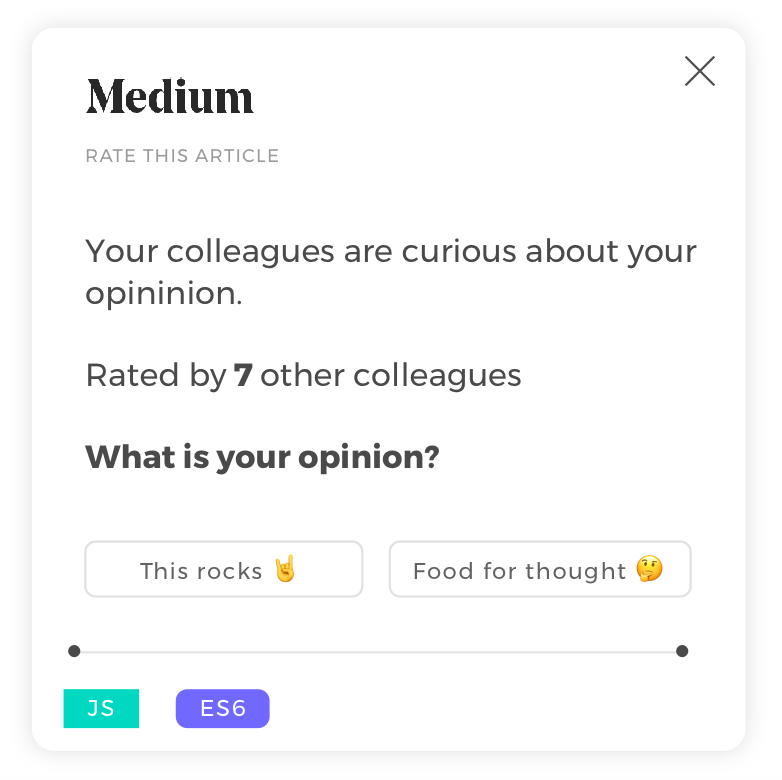 Medium
RATE THIS ARTICLE
Your colleagues are curious about your
opininion.
Rated by 7 other colleagues
What is your opinion?
This rocks 🤘
Food for thought 🤔
JS
ES6